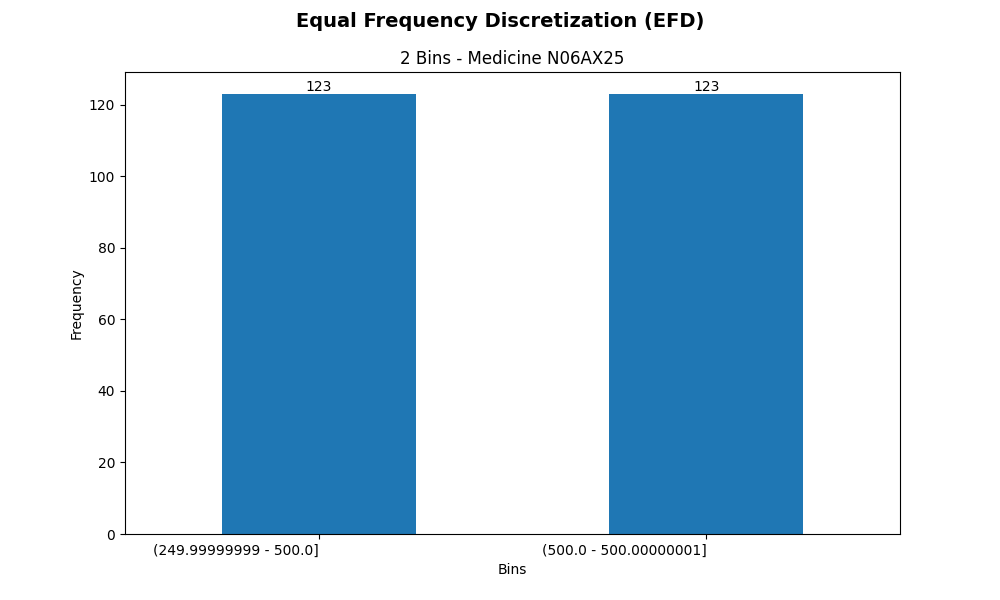 Equal Frequency Discretization (EFD)
2 Bins - Medicine N06AX25
123
123
120
100
80
60
40
20
0
Frequency
(249.99999999 - 500.0]
(500.0 - 500.00000001]
Bins